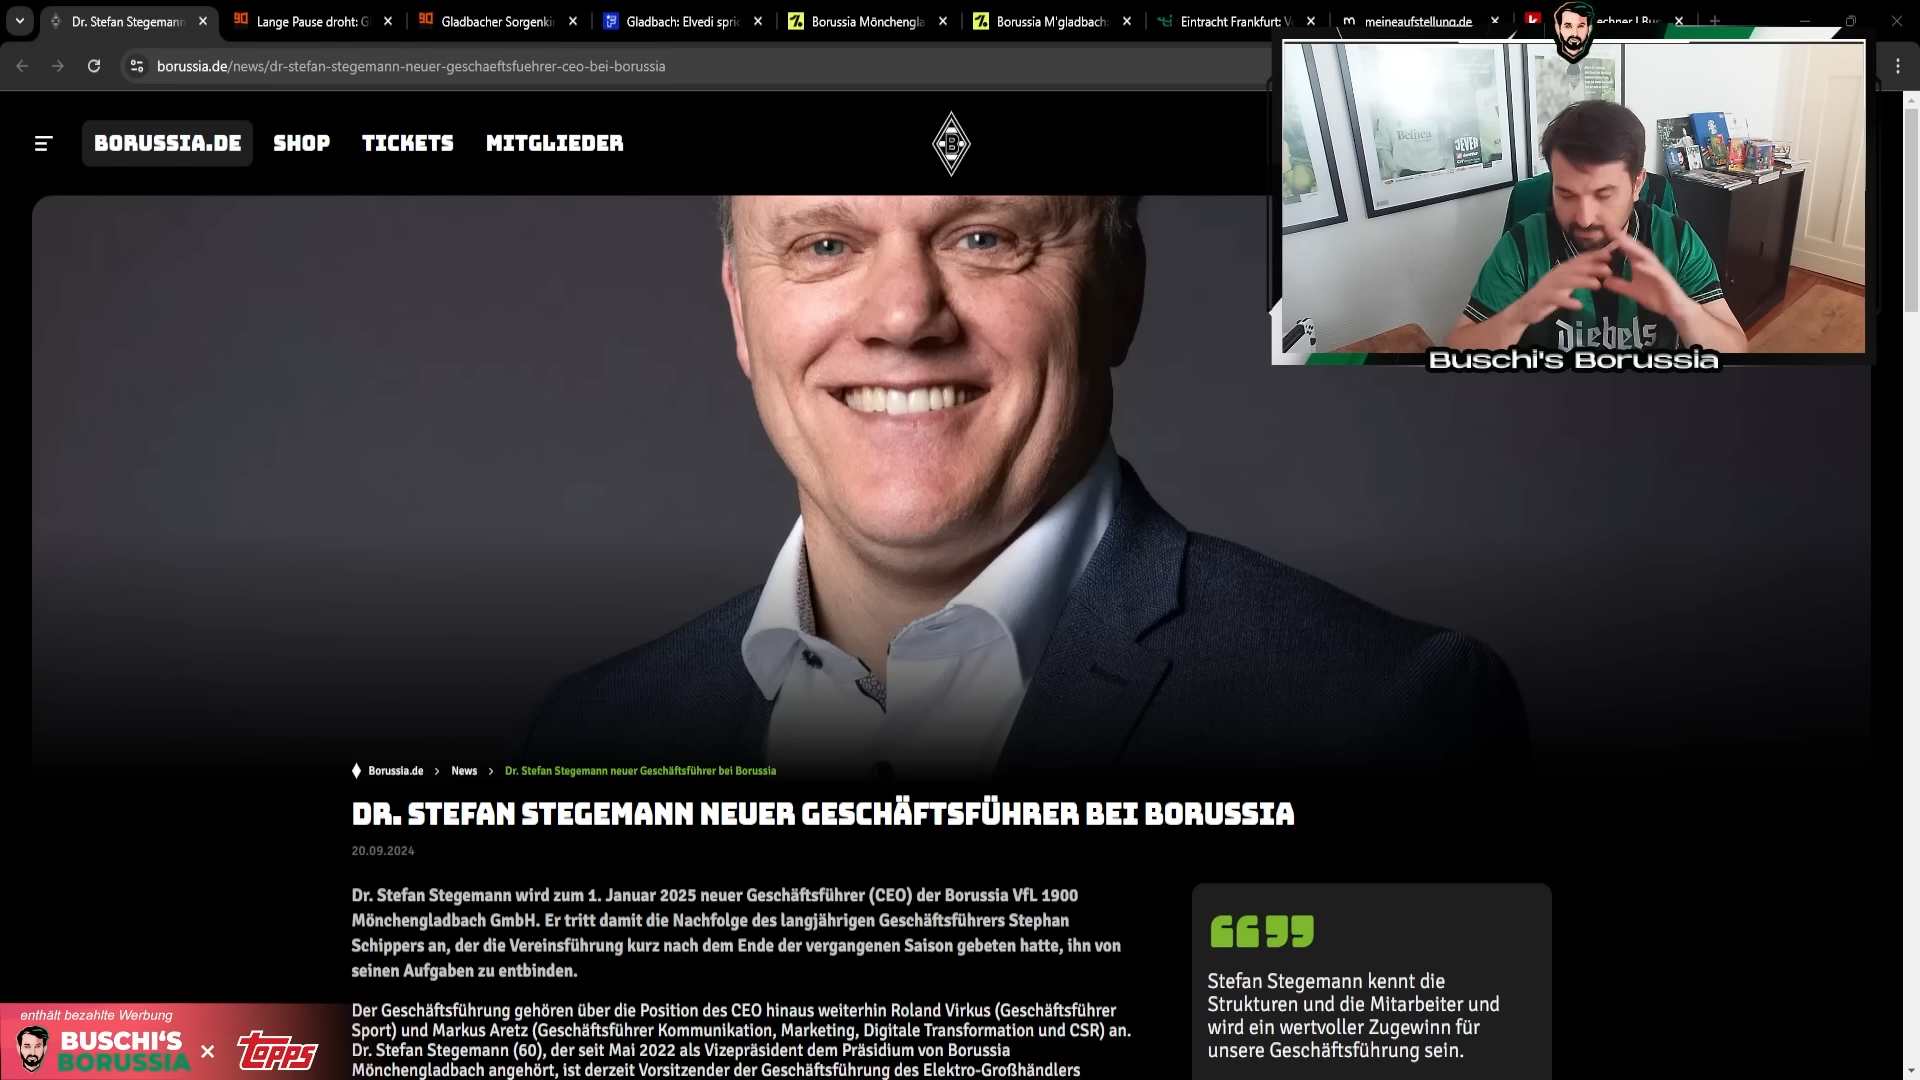 Dr. Stefan Stegemann
Lange Pause droht: G
Gladbacher Sorgenki
Gladbach: Elvedi spri
Borussia Möncheng
Borussia M'gladbach:
Eintracht Frankfurt: V
meineaufstellung.de
echner | Bu
borussia.de/news/dr-stefan-stegemann-neuer-geschaeftsfuehrer-ceo-bei-borussia
BORUSSIA.DE SHOP TICKETS MITGLIEDER
Belinea
JEVER
Diebels
Buschi's Borussia
Borussia.de > News > Dr. Stefan Stegemann neuer Geschäftsführer bei Borussia
DR. STEFAN STEGEMANN NEUER GESCHÄFTSFÜHRER BEI BORUSSIA
20.09.2024
Dr. Stefan Stegemann wird zum 1. Januar 2025 neuer Geschäftsführer (CEO) der Borussia VfL 1900
Mönchengladbach GmbH. Er tritt damit die Nachfolge des langjährigen Geschäftsführers Stephan
Schippers an, der die Vereinsführung kurz nach dem Ende der vergangenen Saison gebeten hatte, ihn von
seinen Aufgaben zu entbinden.
Der Geschäftsführung gehören über die Position des CEO hinaus weiterhin Roland Virkus (Geschäftsführer
Sport) und Markus Aretz (Geschäftsführer Kommunikation, Marketing, Digitale Transformation und CSR) an.
Dr. Stefan Stegemann (60), der seit Mai 2022 als Vizepräsident dem Präsidium von Borussia
Mönchengladbach angehört, ist derzeit Vorsitzender der Geschäftsführung des Elektro-Großhändlers
Stefan Stegemann kennt die
Strukturen und die Mitarbeiter und
wird ein wertvoller Zugewinn für
unsere Geschäftsführung sein.
enthält bezahlte Werbung
BUSCHI'S
BORUSSIA
×
topps